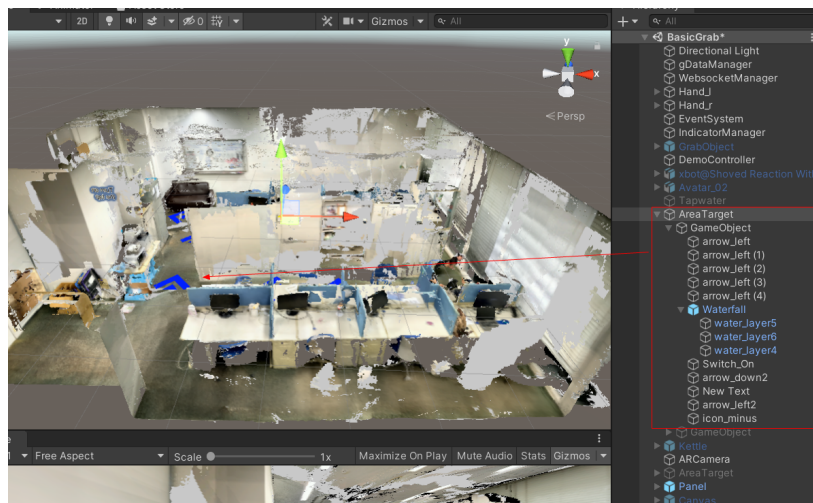 2D
0
Gizmos
All
All
y
x
Persp
BasicGrab*
Directional Light
gDataManager
WebsocketManager
Hand_l
Hand_r
EventSystem
IndicatorManager
GrabObject
DemoController
xbot@Shoved Reaction Wit
Avatar_02
Tapwater
AreaTarget
GameObject
arrow_left
arrow_left (1)
arrow_left (2)
arrow_left (3)
arrow_left (4)
Waterfall
water_layer5
water_layer6
water_layer4
Switch_On
arrow_down2
New Text
arrow_left2
icon_minus
GameObject
Kettle
ARCamera
AreaTarget
Panel
Canvas
Free Aspect
Scale
1x
Maximize On Play
Mute Audio
Stats
Gizmos